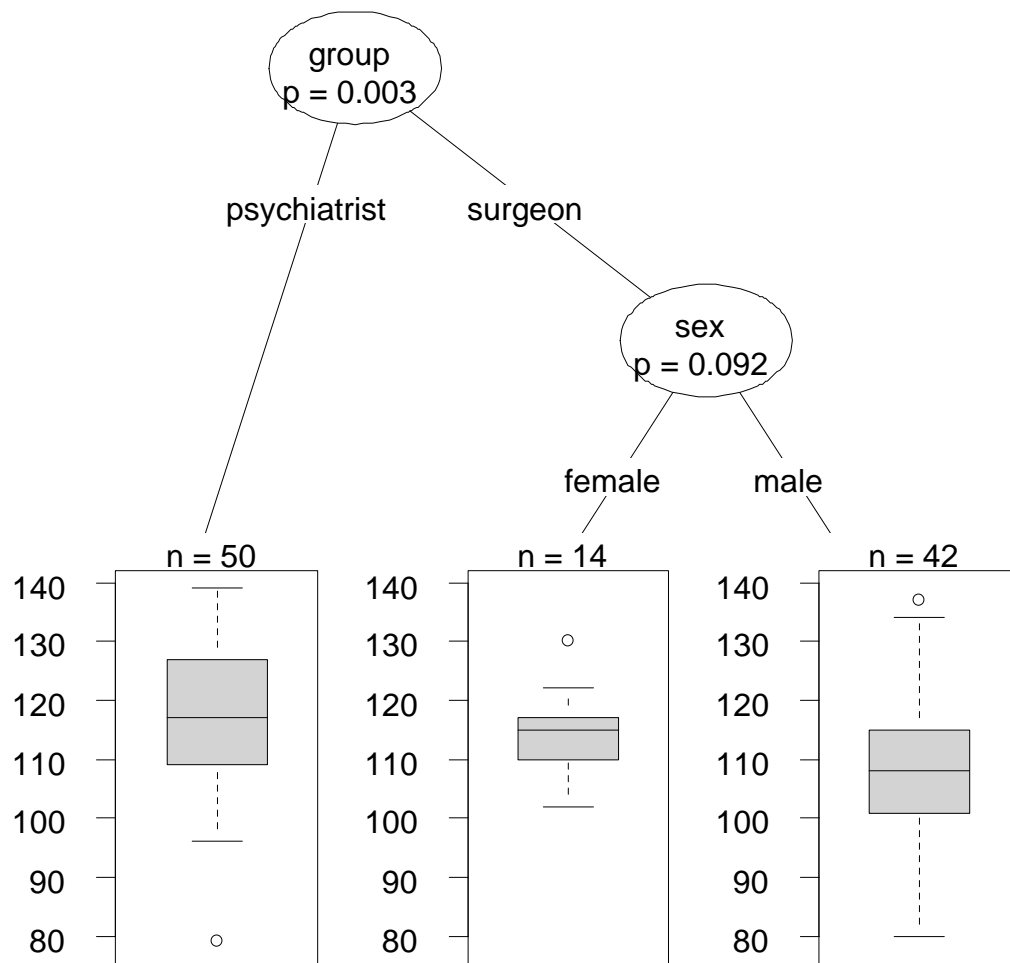 group
p = 0.003
psychiatrist
surgeon
sex
p = 0.092
female
male
n = 50
140
130
120
110
100
90
80
n = 14
140
130
120
110
100
90
80
n = 42
140
130
120
110
100
90
80